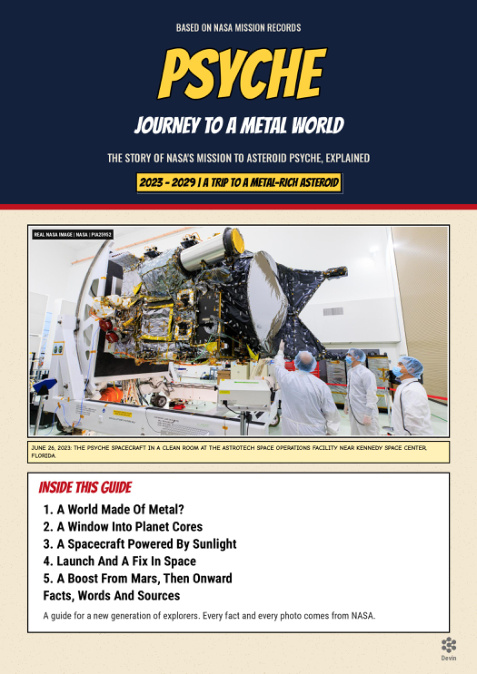 BASED ON NASA MISSION RECORDS
PSYCHE
JOURNEY TO A METAL WORLD
THE STORY OF NASA'S MISSION TO ASTEROID PSYCHE, EXPLAINED
2023 - 2029 | A TRIP TO A METAL-RICH ASTEROID
REAL NASA IMAGE | NASA | PIA25952
JUNE 26, 2023: THE PSYCHE SPACECRAFT IN A CLEAN ROOM AT THE ASTROTECH SPACE OPERATIONS FACILITY NEAR KENNEDY SPACE CENTER,
FLORIDA
INSIDE THIS GUIDE
1. A World Made Of Metal?
2. A Window Into Planet Cores
3. A Spacecraft Powered By Sunlight
4. Launch And A Fix In Space
5. A Boost From Mars, Then Onward
Facts, Words And Sources
A guide for a new generation of explorers. Every fact and every photo comes from NASA.
Devin